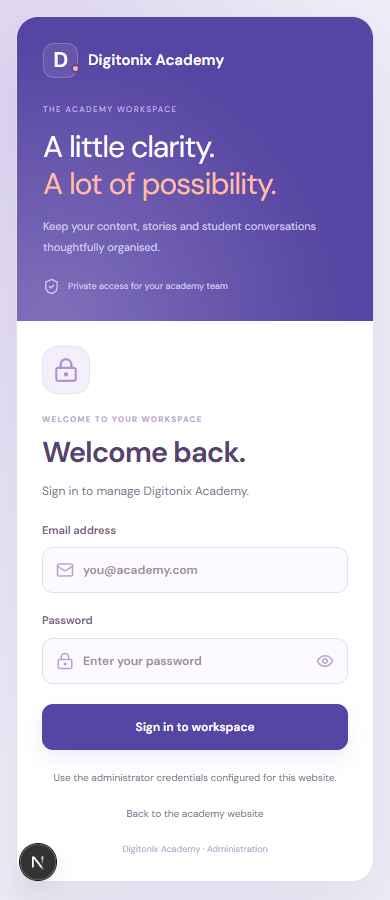 D Digitonix Academy
THE ACADEMY WORKSPACE
A little clarity.
A lot of possibility.
Keep your content, stories and student conversations
thoughtfully organised.
Private access for your academy team
WELCOME TO YOUR WORKSPACE
Welcome back.
Sign in to manage Digitonix Academy.
Email address
you@academy.com
Password
Enter your password
Sign in to workspace
Use the administrator credentials configured for this website.
Back to the academy website
Digitonix Academy · Administration
N